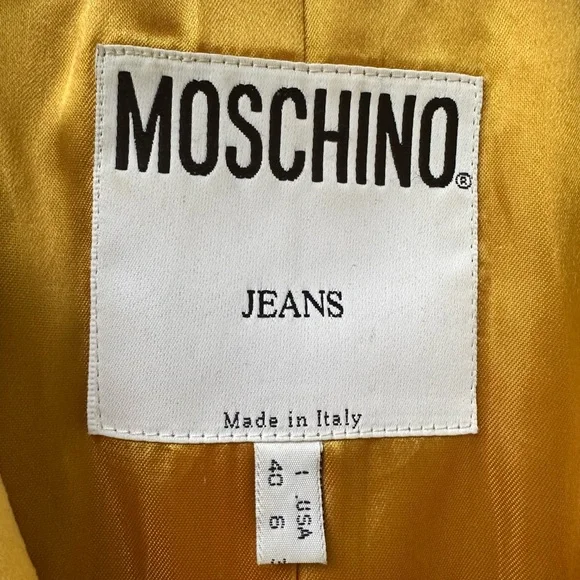 MOSCHINO®
JEANS
Made in Italy
I .USA
40 6